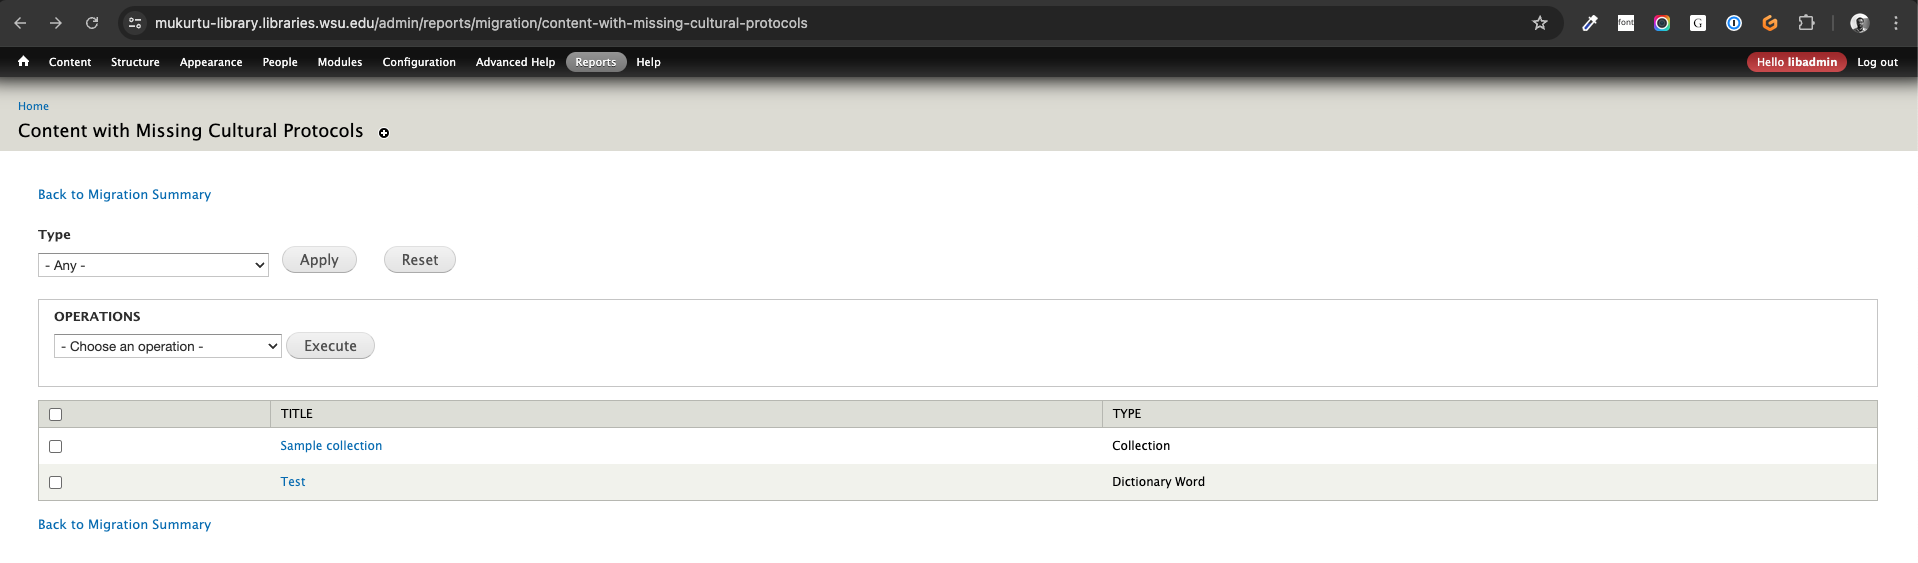 mukurtu-library.libraries.wsu.edu/admin/reports/migration/content-with-missing-cultural-protocols
font
G
Content Structure Appearance People Modules Configuration Advanced Help Reports Help Hello libadmin Log out
Home
Content with Missing Cultural Protocols
Back to Migration Summary
Type
- Any - Apply Reset
OPERATIONS
- Choose an operation - Execute
TITLE TYPE
Sample collection Collection
Test Dictionary Word
Back to Migration Summary